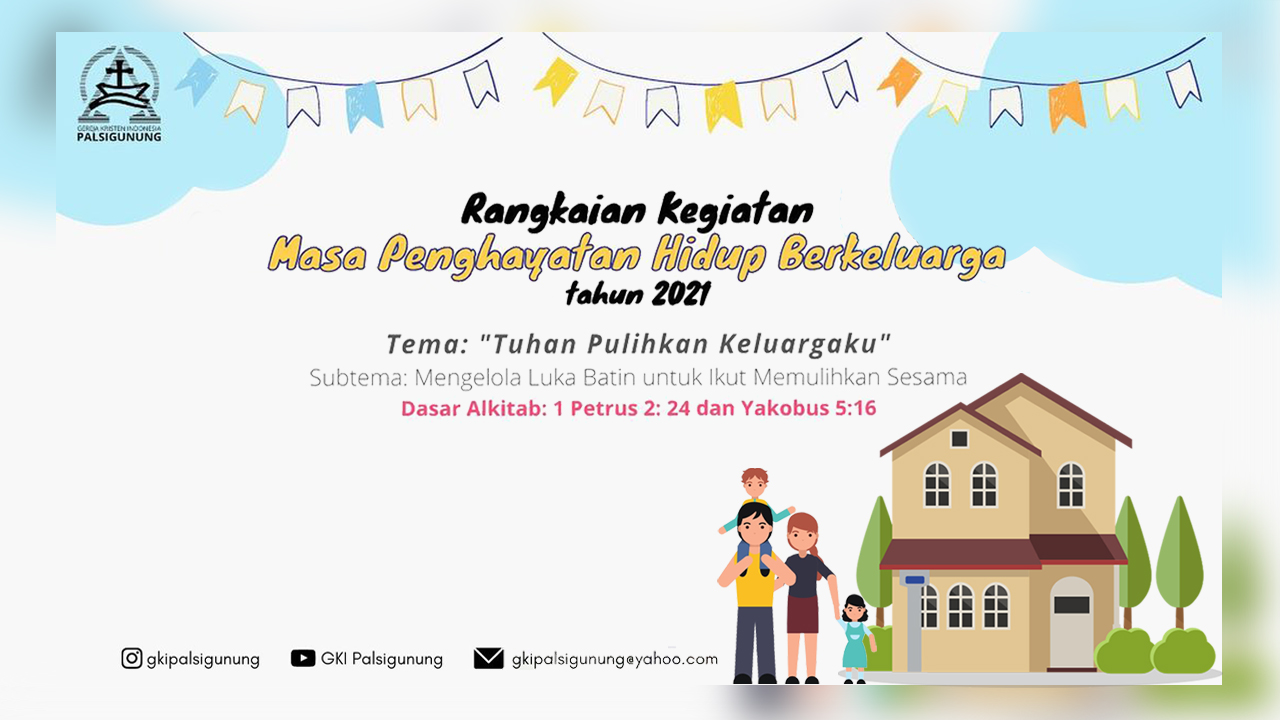 GEREJA KRISTEN INDONESIA
PALSIGUNUNG
Rangkaian Kegiatan
Masa Penghayatan Hidup Berkeluarga
tahun 2021
Tema: "Tuhan Pulihkan Keluargaku"
Subtema: Mengelola Luka Batin untuk Ikut Memulihkan Sesama
Dasar Alkitab: 1 Petrus 2: 24 dan Yakobus 5:16
gkipalsigunung
GKI Palsigunung
gkipalsigunung@yahoo.com